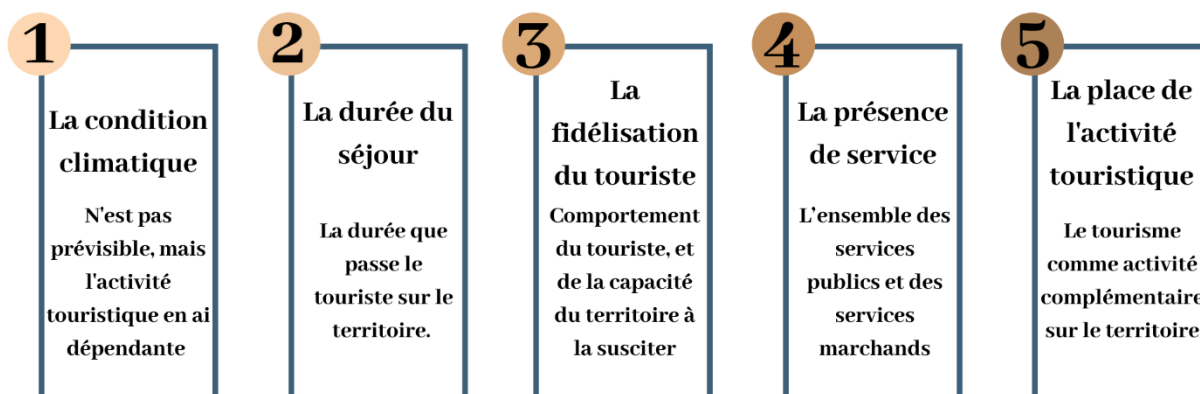 1
La condition
climatique
N'est pas
prévisible, mais
l'activité
touristique en ai
dépendante
2
La durée du
séjour
La durée que
passe le
touriste sur le
territoire.
3
La
fidélisation
du touriste
Comportement
du touriste, et
de la capacité
du territoire à
la susciter
4
La présence
de service
L'ensemble des
services
publics et des
services
marchands
5
La place de
l'activité
touristique
Le tourisme
comme activité
complémentaire
sur le territoire